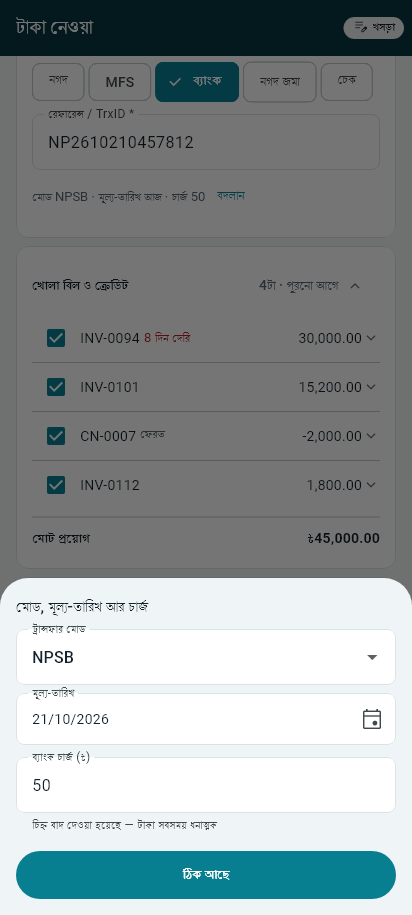 টাকা নেওয়া
খসড়া
নগদ
MFS
ব্যাংক
নগদ জমা
চেক
রেফারেন্স / TrxID *
NP2610210457812
মোড NPSB · মূল্য-তারিখ আজ · চার্জ 50 বদলান
খোলা বিল ও ক্রেডিট 4টা · পুরনো আগে
INV-0094 8 দিন দেরি 30,000.00
INV-0101 15,200.00
CN-0007 ফেরত -2,000.00
INV-0112 1,800.00
মোট প্রয়োগ ৳45,000.00
মোড, মূল্য-তারিখ আর চার্জ
ট্রান্সফার মোড
NPSB
মূল্য-তারিখ
21/10/2026
ব্যাংক চার্জ (৳)
50
চিহ্ন বাদ দেওয়া হয়েছে — টাকা সবসময় ধনাত্মক
ঠিক আছে